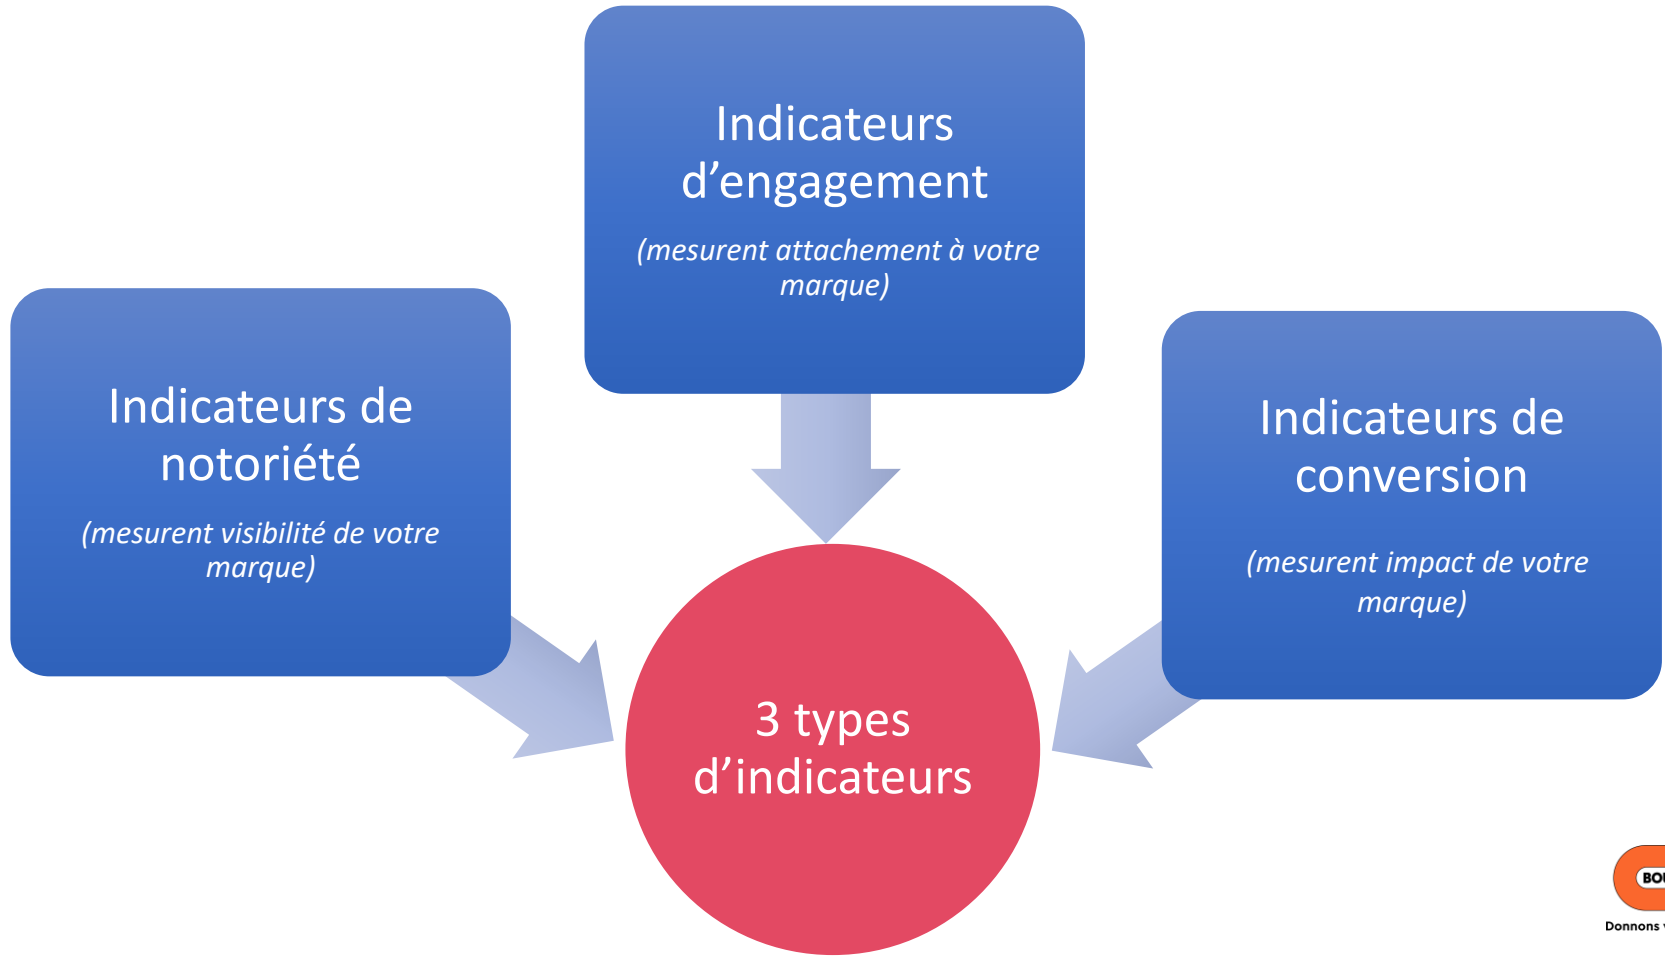 Indicateurs
d’engagement
(mesurent attachement à votre
marque)
Indicateurs de
notoriété
(mesurent visibilité de votre
marque)
Indicateurs de
conversion
(mesurent impact de votre
marque)
3 types
d’indicateurs
Donnons